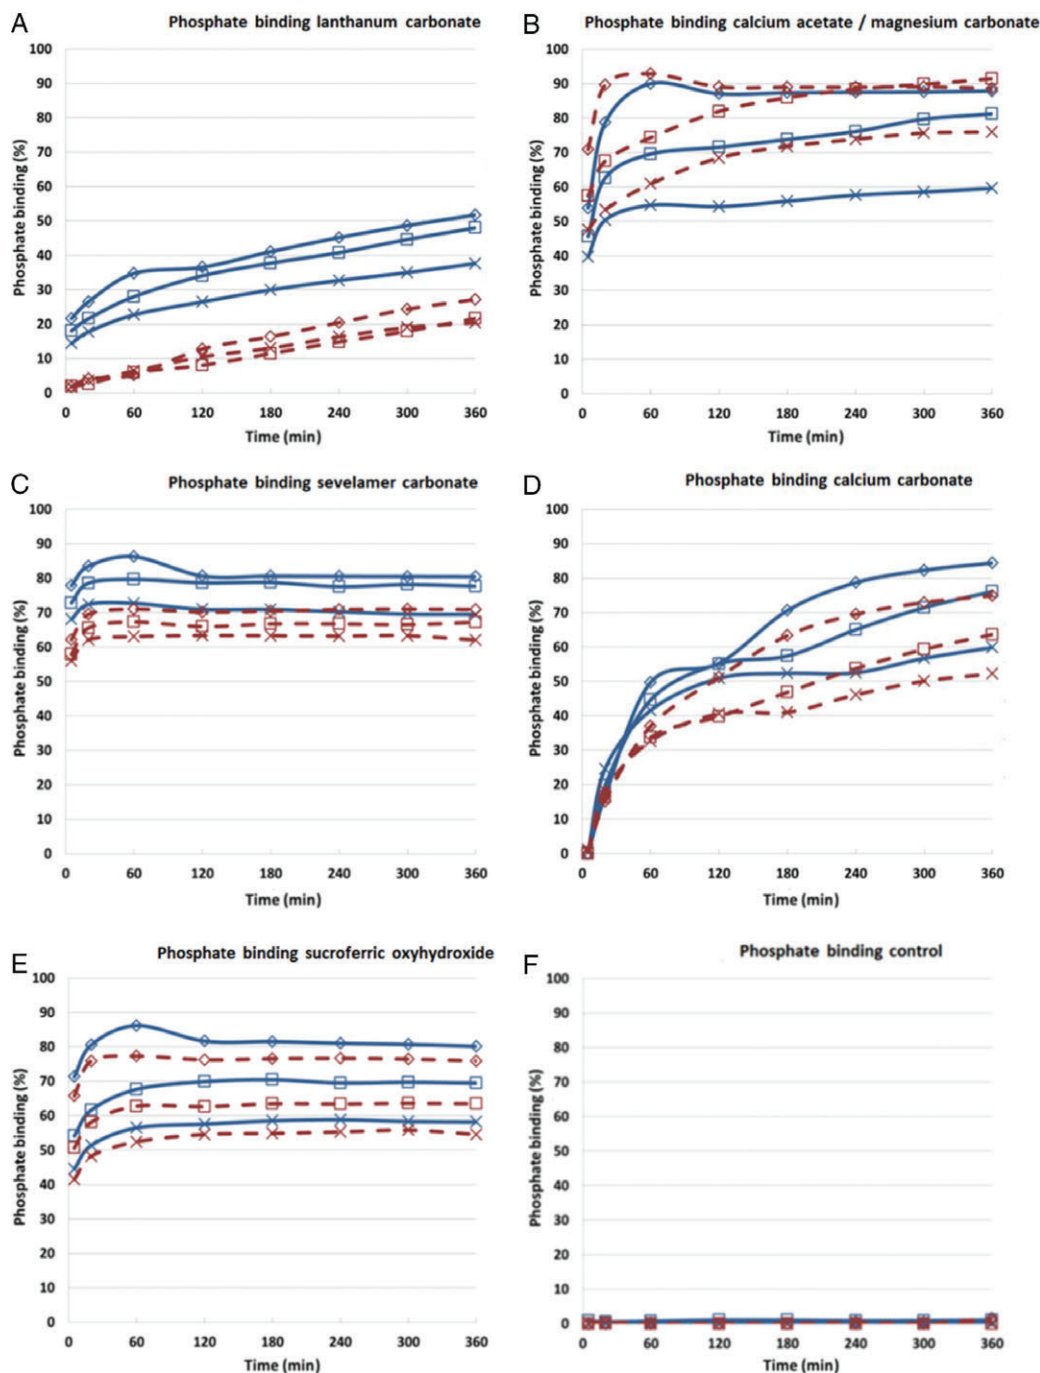 A
Phosphate binding lanthanum carbonate
100
90
80
70
60
50
40
30
20
10
0
Phosphate binding (%)
0 60 120 180 240 300 360
Time (min)
B
Phosphate binding calcium acetate / magnesium carbonate
100
90
80
70
60
50
40
30
20
10
0
Phosphate binding (%)
0 60 120 180 240 300 360
Time (min)
C
Phosphate binding sevelamer carbonate
100
90
80
70
60
50
40
30
20
10
0
Phosphate binding (%)
0 60 120 180 240 300 360
Time (min)
D
Phosphate binding calcium carbonate
100
90
80
70
60
50
40
30
20
10
0
Phosphate binding (%)
0 60 120 180 240 300 360
Time (min)
E
Phosphate binding sucroferric oxyhydroxide
100
90
80
70
60
50
40
30
20
10
0
Phosphate binding (%)
0 60 120 180 240 300 360
Time (min)
F
Phosphate binding control
100
90
80
70
60
50
40
30
20
10
0
Phosphate binding (%)
0 60 120 180 240 300 360
Time (min)